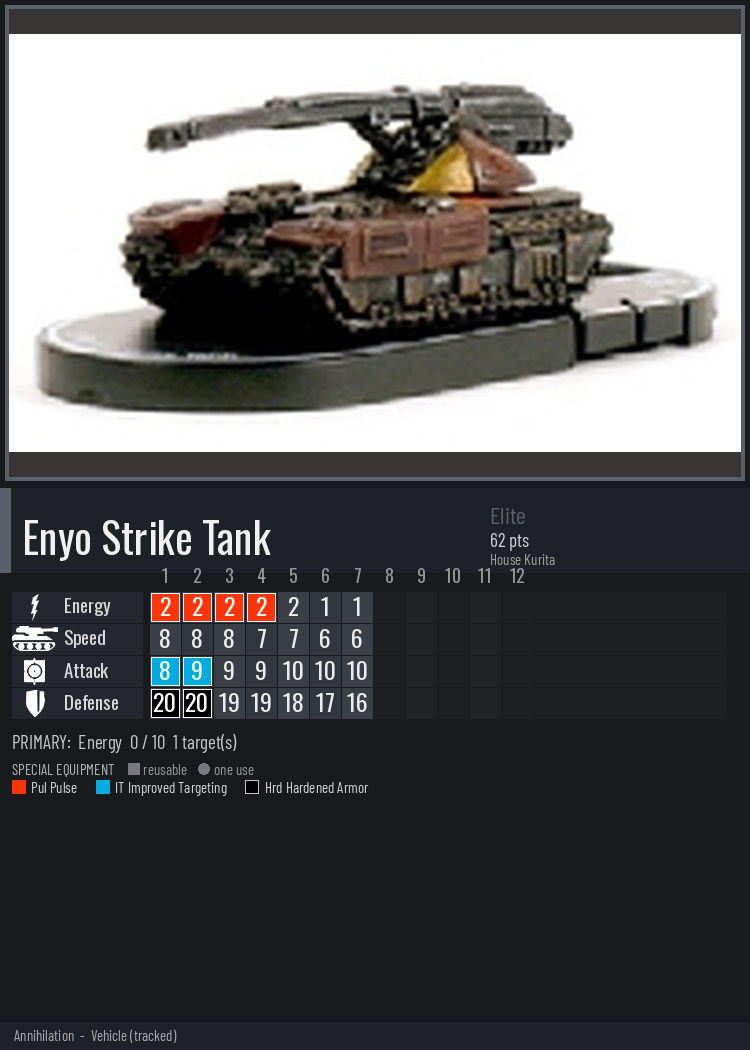 Enyo Strike Tank
Elite
62 pts
House Kurita
1 2 3 4 5 6 7 8 9 10 11 12
Energy 2 2 2 2 2 1 1
Speed 8 8 8 7 7 6 6
Attack 8 9 9 9 10 10 10
Defense 20 20 19 19 18 17 16
PRIMARY: Energy 0 / 10 1 target(s)
SPECIAL EQUIPMENT reusable one use
Pul Pulse IT Improved Targeting Hrd Hardened Armor
Annihilation - Vehicle (tracked)